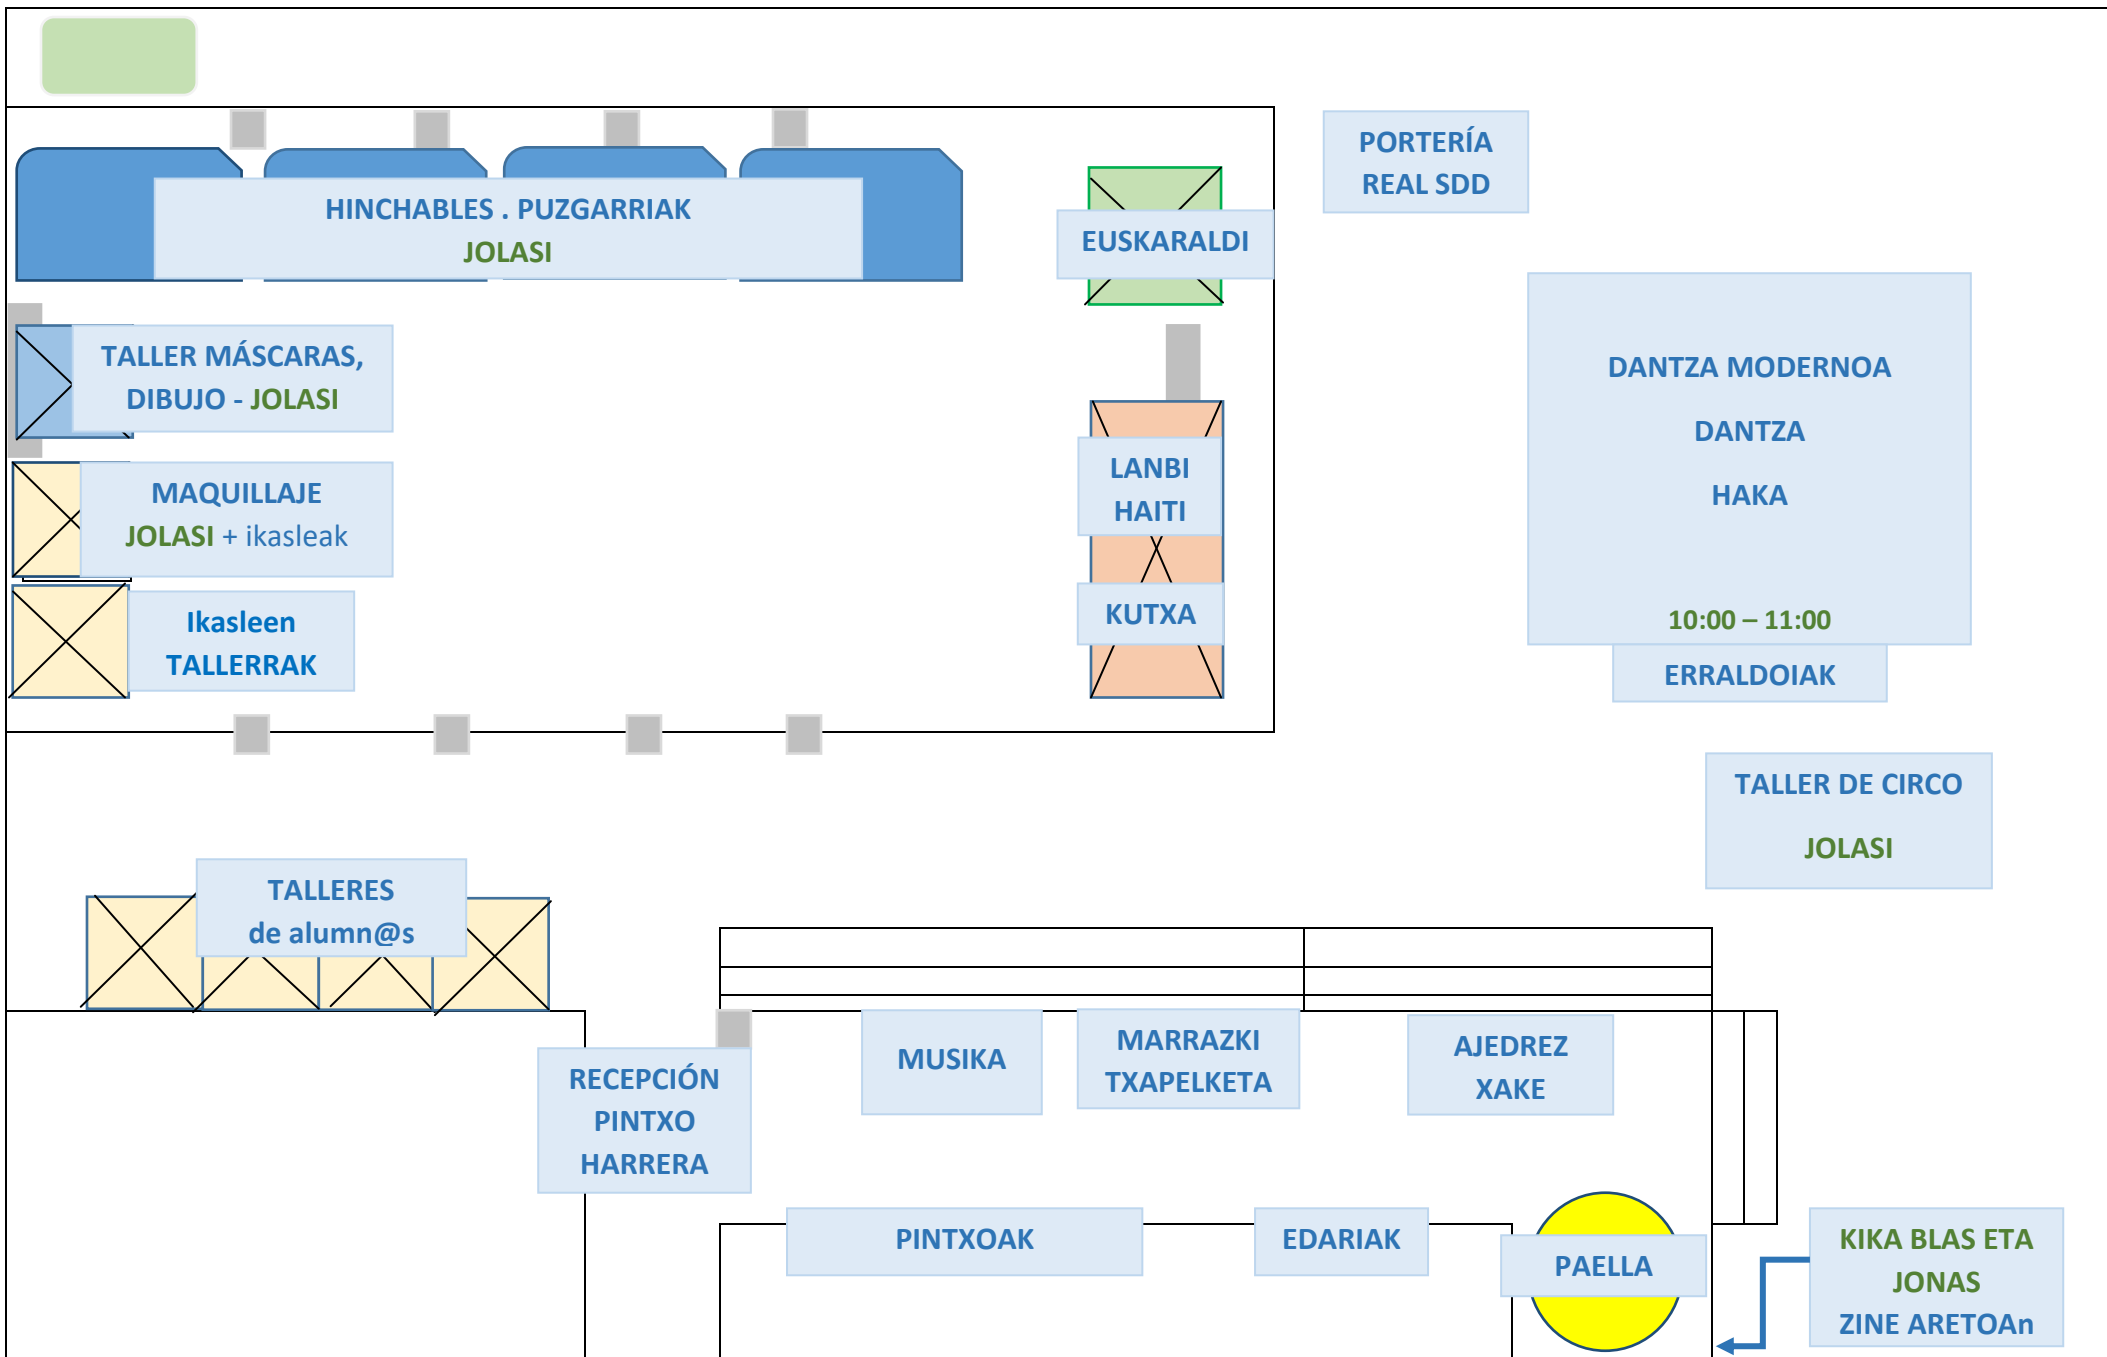 PORTERÍA
REAL SDD
HINCHABLES . PUZGARRIAK
JOLASI
EUSKARALDI
TALLER MÁSCARAS,
DIBUJO - JOLASI
DANTZA MODERNOA
DANTZA
HAKA
10:00 – 11:00
ERRALDOIAK
MAQUILLAJE
JOLASI + ikasleak
LANBI
HAITI
KUTXA
Ikasleen
TALLERRAK
TALLER DE CIRCO
JOLASI
TALLERES
de alumn@s
RECEPCIÓN
PINTXO
HARRERA
MUSIKA
MARRAZKI
TXAPELKETA
AJEDREZ
XAKE
PINTXOAK
EDARIAK
PAELLA
KIKA BLAS ETA
JONAS
ZINE ARETOAn